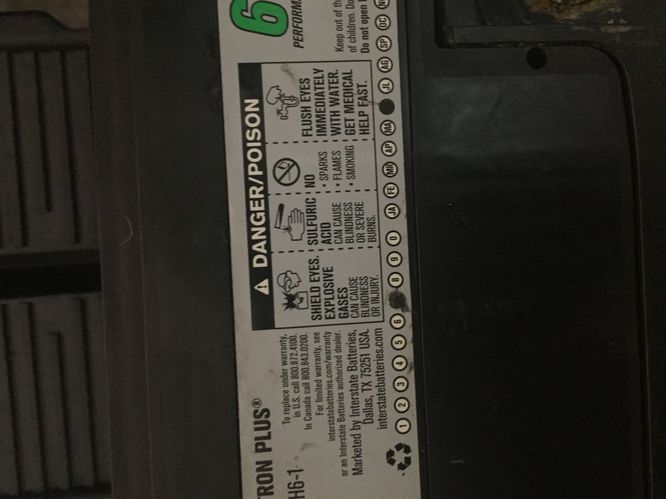 TRON PLUS®
H6-1
To replace under warranty,
in U.S. call 800.872.4100.
In Canada call 800.843.0200.
For limited warranty, see
interstatebatteries.com/warranty
or an Interstate Batteries authorized dealer.
Marketed by Interstate Batteries,
Dallas, TX 75251 USA.
interstatebatteries.com
DANGER/POISON
SHIELD EYES.
EXPLOSIVE
GASES
CAN CAUSE
BLINDNESS
OR INJURY.
SULFURIC
ACID
CAN CAUSE
BLINDNESS
OR SEVERE
BURNS.
NO
• SPARKS
• FLAMES
• SMOKING
FLUSH EYES
IMMEDIATELY
WITH WATER.
GET MEDICAL
HELP FAST.
6
PERFORM
Keep out of the
of children. Do
Do not open
1 2 3 4 5 6 8 9 0 JA FE MR AP MA JL AG SP OC